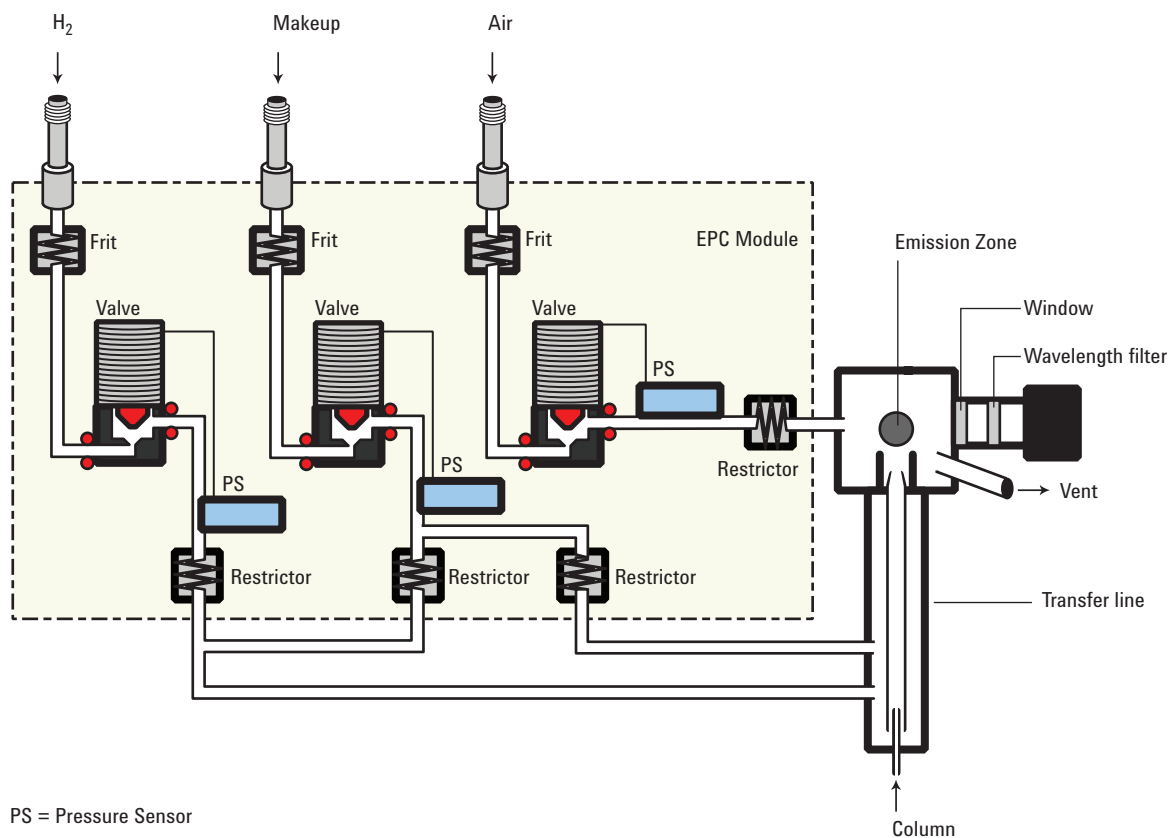 H₂
Makeup
Air
Frit
Frit
Frit
EPC Module
Emission Zone
Window
Wavelength filter
Valve
Valve
Valve
PS
PS
PS
Restrictor
Vent
Restrictor
Restrictor
Restrictor
Transfer line
PS = Pressure Sensor
Column